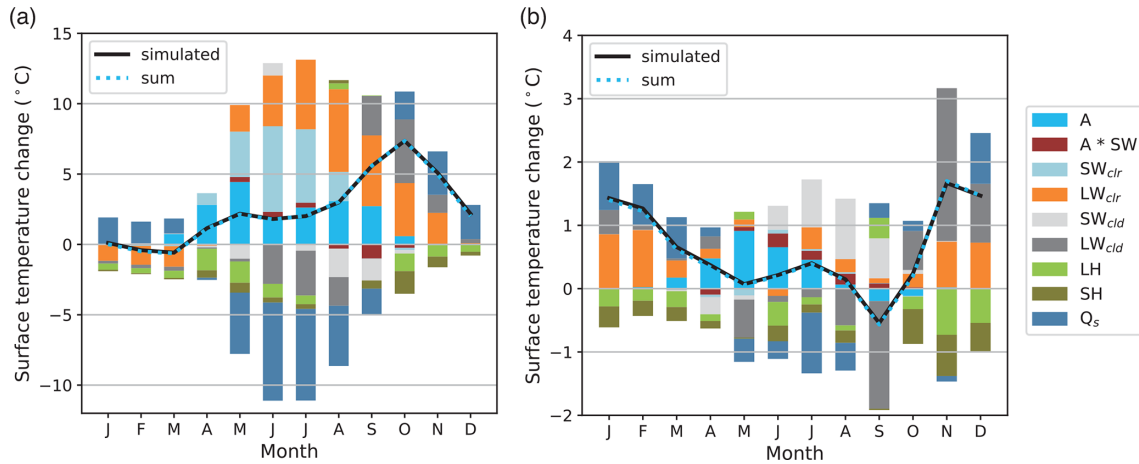 (a)
Surface temperature change (°C)
15
10
5
0
−5
−10
simulated
sum
J F M A M J J A S O N D
Month
(b)
Surface temperature change (°C)
4
3
2
1
0
−1
−2
simulated
sum
J F M A M J J A S O N D
Month
A
A * SW
SWclr
LWclr
SWcld
LWcld
LH
SH
Qs